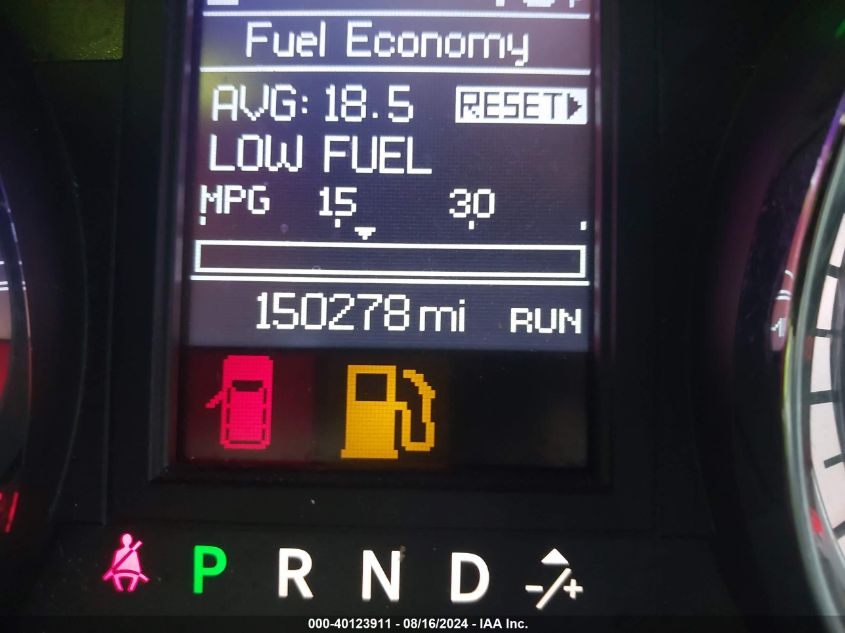 Fuel Economy
AVG: 18.5 RESET
LOW FUEL
MPG 15 30
150278 mi RUN
P R N D -/+
000-40123911 - 08/16/2024 - IAA Inc.